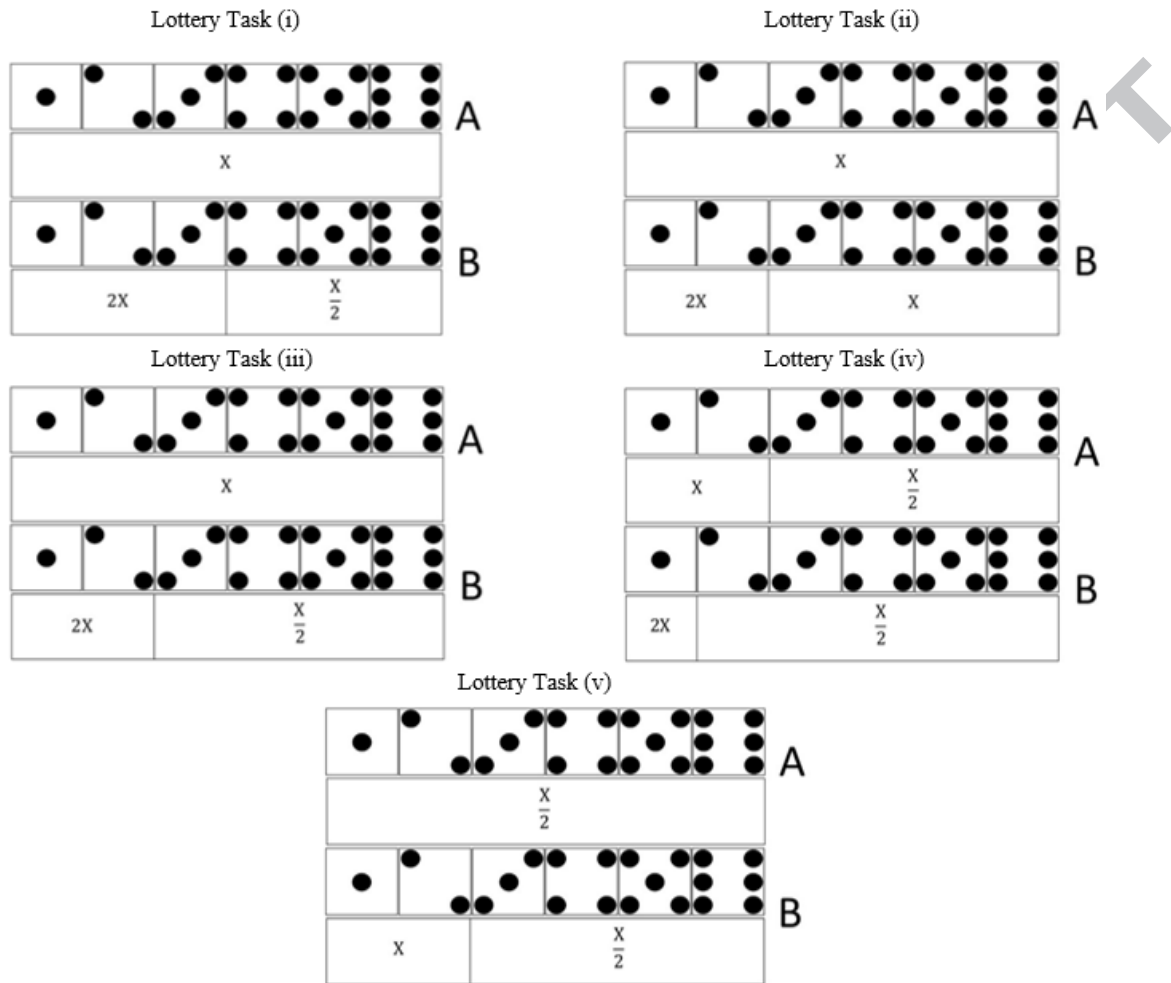 Lottery Task (i)
A
X
B
2X
X/2
Lottery Task (ii)
A
X
B
2X
X
Lottery Task (iii)
A
X
B
2X
X/2
Lottery Task (iv)
A
X
X/2
B
2X
X/2
Lottery Task (v)
A
X/2
B
X
X/2
T